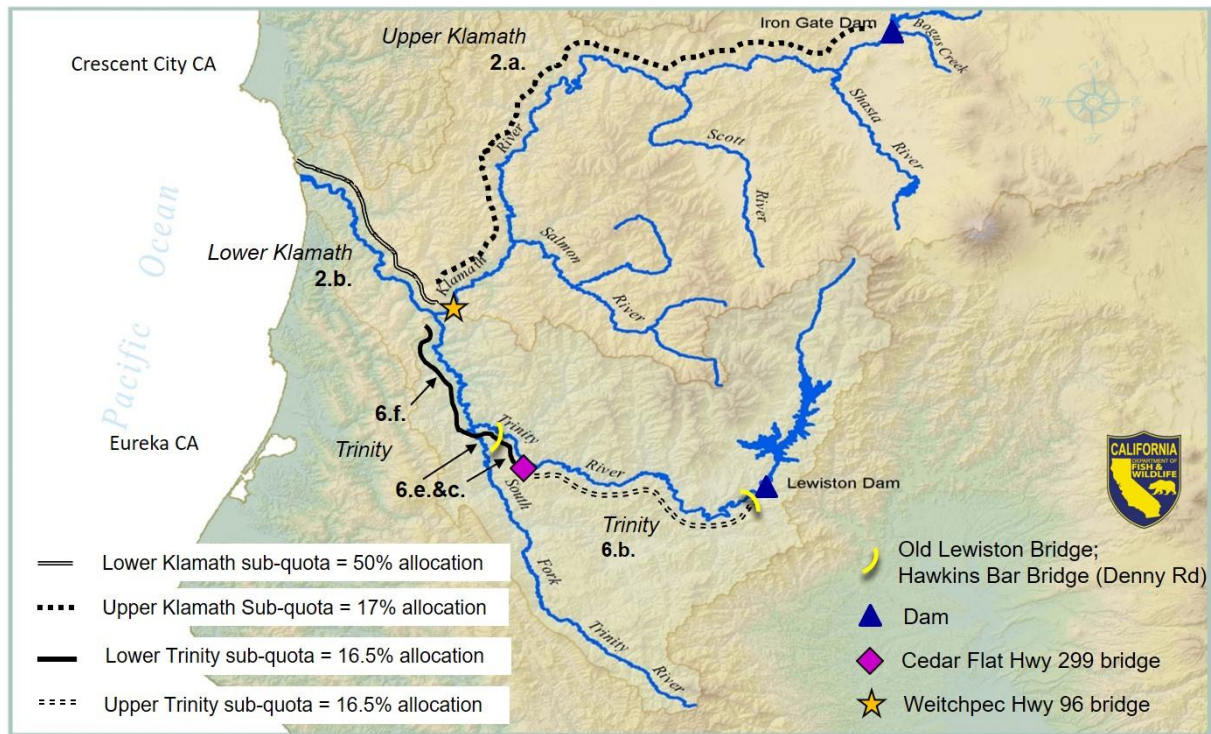 Iron Gate Dam
Bogus Creek
Upper Klamath
2.a.
Crescent City CA
Shasta
River
River
Scott
River
Pacific Ocean
Lower Klamath
2.b.
Klamath
Salmon
River
6.f.
Eureka CA
Trinity
Trinity
6.e.&c.
River
South
Lewiston Dam
Trinity
6.b.
Fork
Trinity
River
CALIFORNIA
DEPARTMENT OF
FISH &
WILDLIFE
Lower Klamath sub-quota = 50% allocation
Upper Klamath Sub-quota = 17% allocation
Lower Trinity sub-quota = 16.5% allocation
Upper Trinity sub-quota = 16.5% allocation
Old Lewiston Bridge;
Hawkins Bar Bridge (Denny Rd)
Dam
Cedar Flat Hwy 299 bridge
Weitchpec Hwy 96 bridge